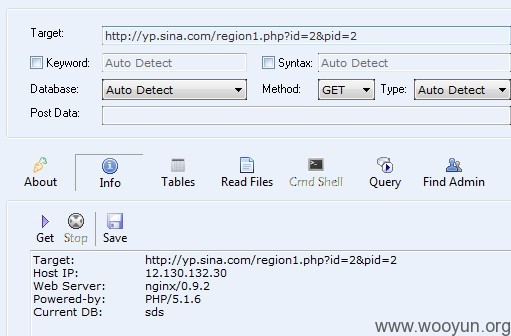 Target: http://yp.sina.com/region1.php?id=2&pid=2
Keyword: Auto Detect Syntax: Auto Detect
Database: Auto Detect Method: GET Type: Auto Detect
Post Data:
About Info Tables Read Files Cmd Shell Query Find Admin
Get Stop Save
Target: http://yp.sina.com/region1.php?id=2&pid=2
Host IP: 12.130.132.30
Web Server: nginx/0.9.2
Powered-by: PHP/5.1.6
Current DB: sds
www.wooyun.org